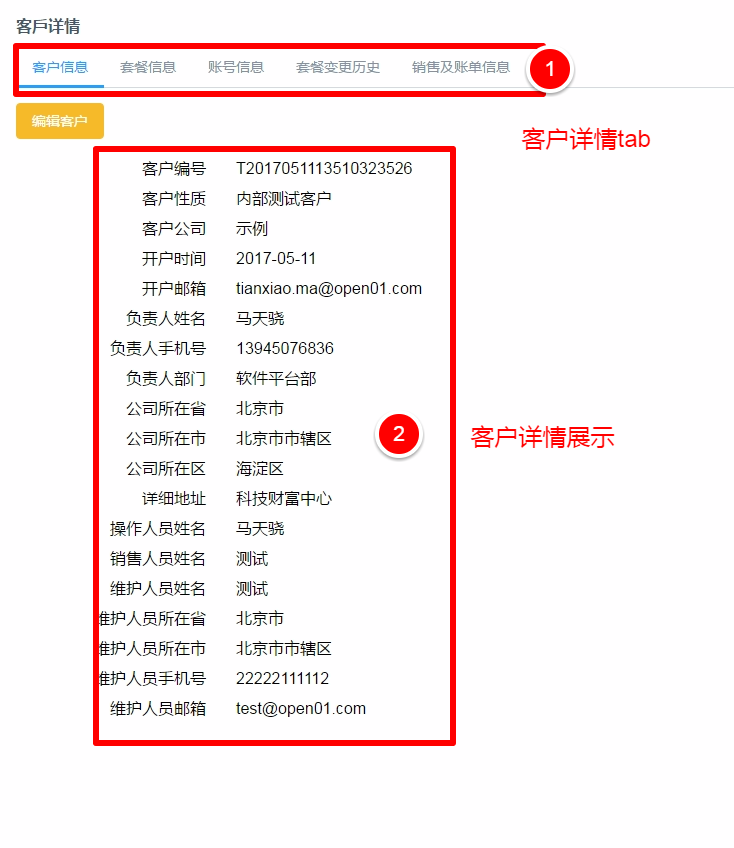 客戶详情
客户信息 套餐信息 账号信息 套餐变更历史 销售及账单信息 1
编辑客户
客户详情tab
客户编号 T2017051113510323526
客户性质 内部测试客户
客户公司 示例
开户时间 2017-05-11
开户邮箱 tianxiao.ma@open01.com
负责人姓名 马天骁
负责人手机号 13945076836
负责人部门 软件平台部
公司所在省 北京市
公司所在市 北京市市辖区 2 客户详情展示
公司所在区 海淀区
详细地址 科技财富中心
操作人员姓名 马天骁
销售人员姓名 测试
维护人员姓名 测试
维护人员所在省 北京市
维护人员所在市 北京市市辖区
维护人员手机号 22222111112
维护人员邮箱 test@open01.com